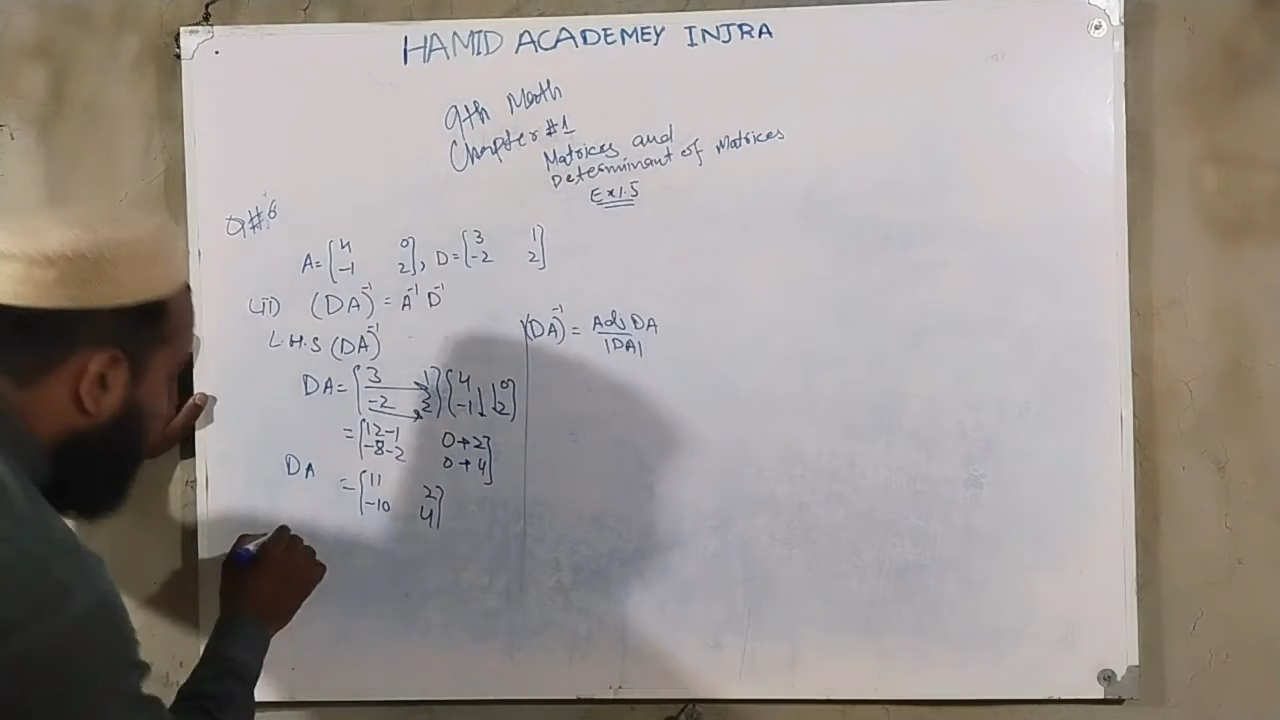 HAMID ACADEMEY INJRA
9th Math
Chapter #1
Matrices and
Determinant of Matrices
Ex1.5
Q#6
A=[4 0
-1 2], D=[3 1
-2 2]
(ii) (DA)⁻¹ = A⁻¹ D⁻¹
L.H.S (DA)⁻¹
DA=[3 1
-2 2][4 0
-1 2]
=[12-1 0+2
-8-2 0+4]
DA
=[11 2
-10 4]
(DA)⁻¹ = Adj DA
|DA|